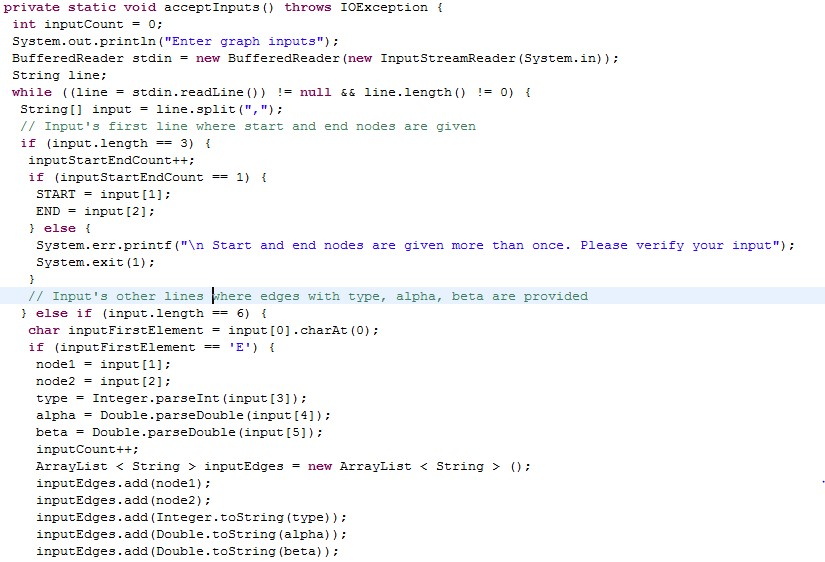 private static void acceptInputs() throws IOException {
int inputCount = 0;
System.out.println("Enter graph inputs");
BufferedReader stdin = new BufferedReader(new InputStreamReader(System.in));
String line;
while ((line = stdin.readLine()) != null && line.length() != 0) {
String[] input = line.split(",");
// Input's first line where start and end nodes are given
if (input.length == 3) {
inputStartEndCount++;
if (inputStartEndCount == 1) {
START = input[1];
END = input[2];
} else {
System.err.printf("\n Start and end nodes are given more than once. Please verify your input");
System.exit(1);
}
// Input's other lines where edges with type, alpha, beta are provided
} else if (input.length == 6) {
char inputFirstElement = input[0].charAt(0);
if (inputFirstElement == 'E') {
node1 = input[1];
node2 = input[2];
type = Integer.parseInt(input[3]);
alpha = Double.parseDouble(input[4]);
beta = Double.parseDouble(input[5]);
inputCount++;
ArrayList < String > inputEdges = new ArrayList < String > ();
inputEdges.add(node1);
inputEdges.add(node2);
inputEdges.add(Integer.toString(type));
inputEdges.add(Double.toString(alpha));
inputEdges.add(Double.toString(beta));